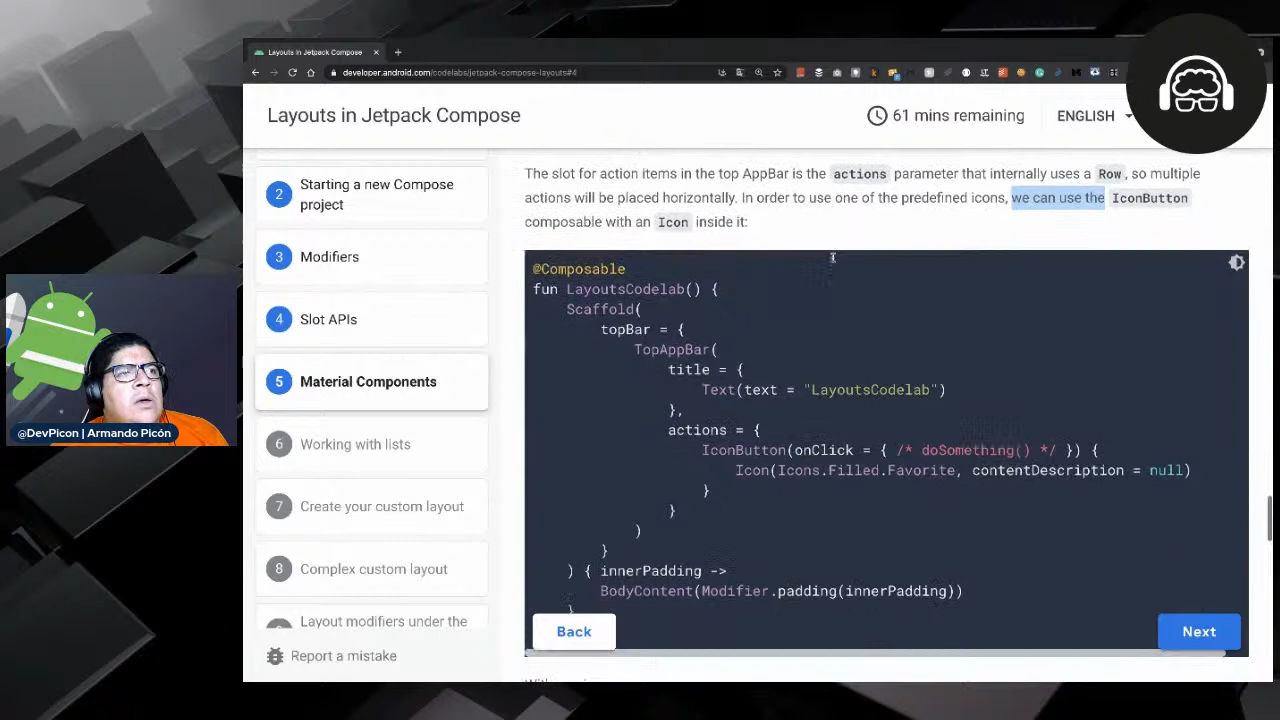 Layouts in Jetpack Compose
developer.android.com/codelabs/jetpack-compose-layouts#4
Layouts in Jetpack Compose
61 mins remaining
ENGLISH
2
Starting a new Compose
project
3
Modifiers
4
Slot APIs
5
Material Components
6
Working with lists
7
Create your custom layout
8
Complex custom layout
Layout modifiers under the
Report a mistake
The slot for action items in the top AppBar is the actions parameter that internally uses a Row, so multiple
actions will be placed horizontally. In order to use one of the predefined icons, we can use the IconButton
composable with an Icon inside it:
@Composable
fun LayoutsCodelab() {
Scaffold(
topBar = {
TopAppBar(
title = {
Text(text = "LayoutsCodelab")
},
actions = {
IconButton(onClick = { /* doSomething() */ }) {
Icon(Icons.Filled.Favorite, contentDescription = null)
}
}
)
}
) { innerPadding ->
BodyContent(Modifier.padding(innerPadding))
}
Back
Next
@DevPicon | Armando Picón